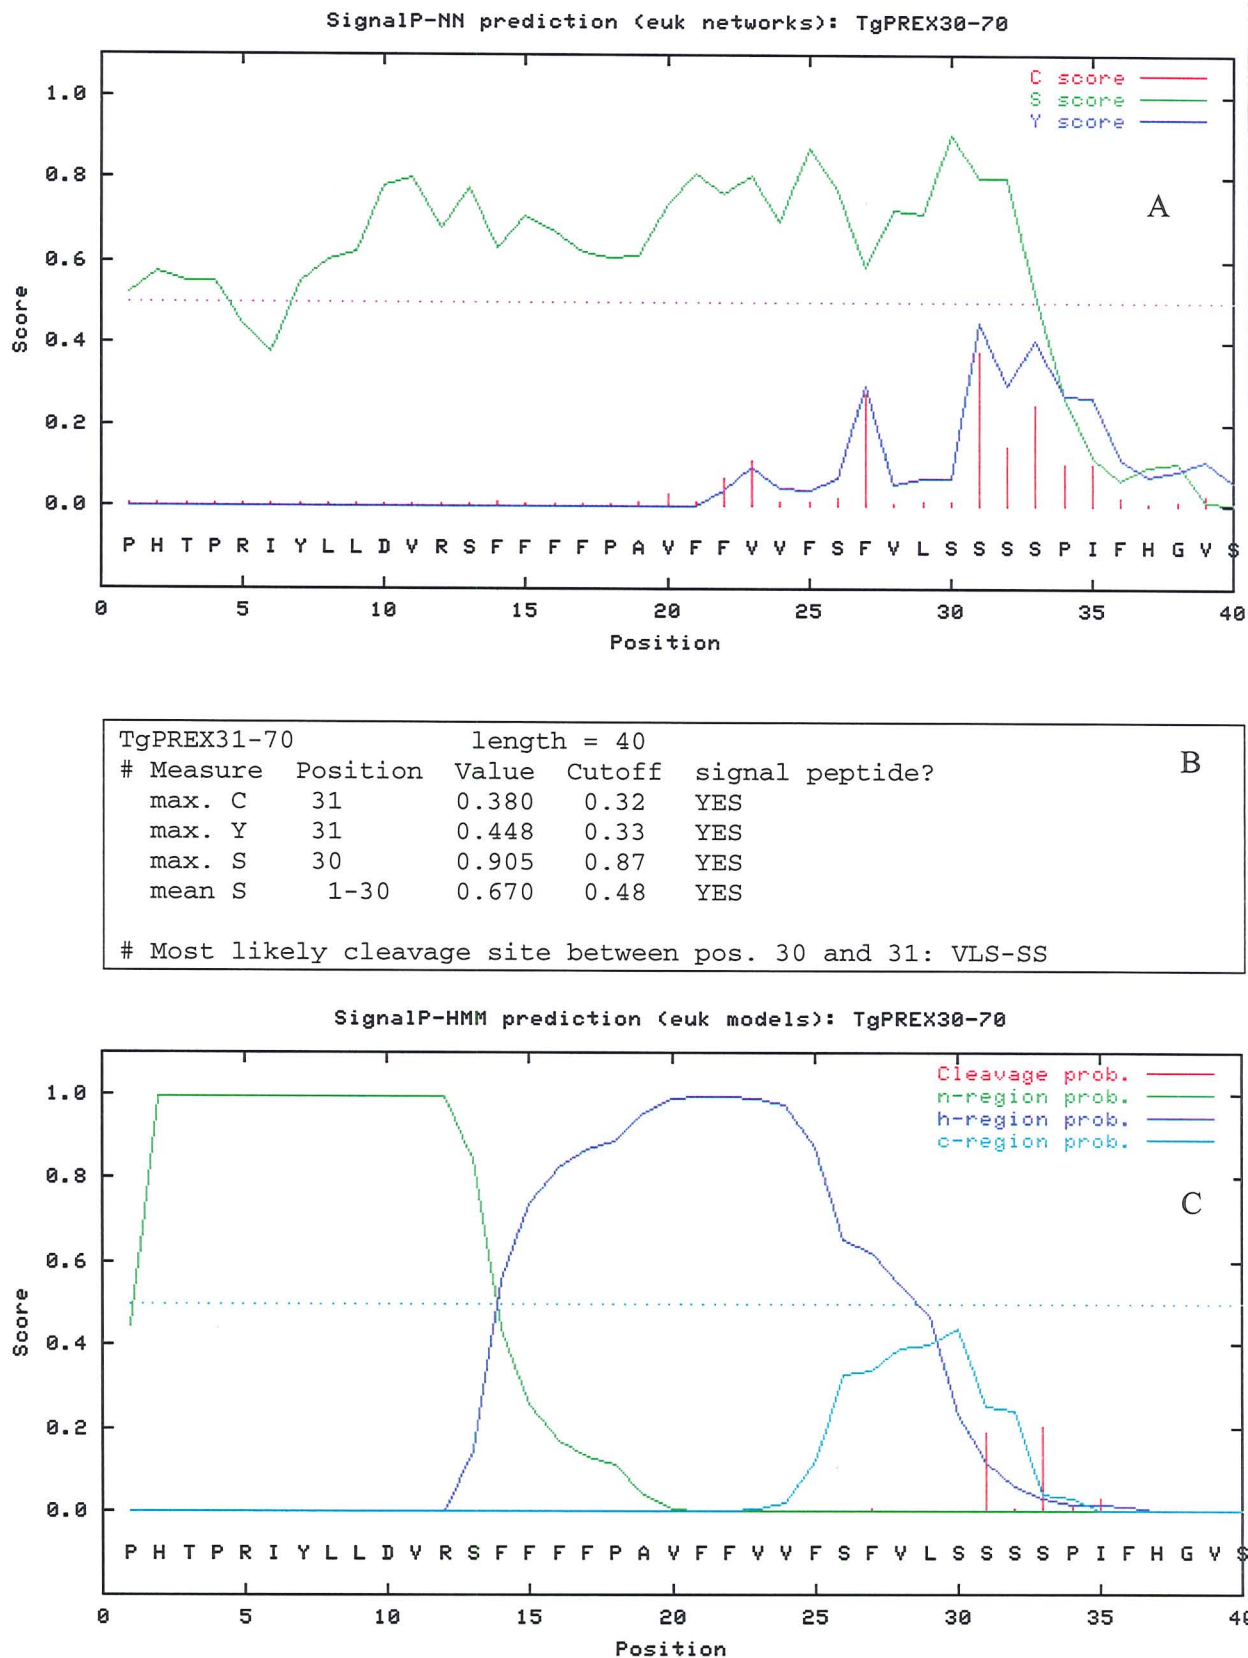 SignalP-NN prediction (euk networks): TgPREX30-70
C score
S score
Y score
A
1.0
0.8
0.6
0.4
0.2
0.0
Score
P H T P R I Y L L D V R S F F F F P A V F F V V F S F V L S S S S P I F H G V S
0 5 10 15 20 25 30 35 40
Position
TgPREX31-70 length = 40
B
# Measure Position Value Cutoff signal peptide?
max. C 31 0.380 0.32 YES
max. Y 31 0.448 0.33 YES
max. S 30 0.905 0.87 YES
mean S 1-30 0.670 0.48 YES
# Most likely cleavage site between pos. 30 and 31: VLS-SS
SignalP-HMM prediction (euk models): TgPREX30-70
Cleavage prob.
n-region prob.
h-region prob.
c-region prob.
C
1.0
0.8
0.6
0.4
0.2
0.0
Score
P H T P R I Y L L D V R S F F F F P A V F F V V F S F V L S S S S P I F H G V S
0 5 10 15 20 25 30 35 40
Position